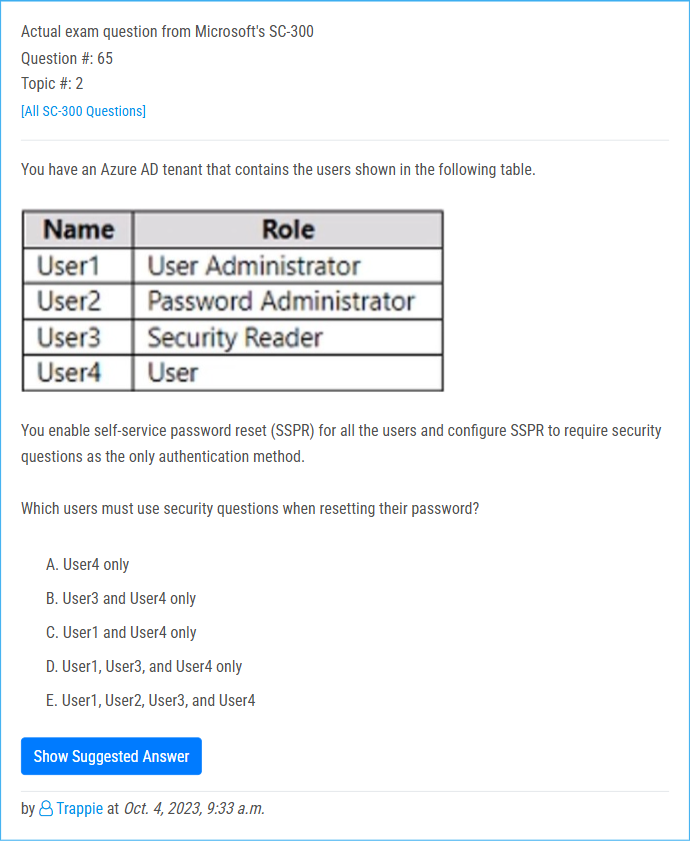 Actual exam question from Microsoft's SC-300
Question #: 65
Topic #: 2
[All SC-300 Questions]
You have an Azure AD tenant that contains the users shown in the following table.
Name Role
User1 User Administrator
User2 Password Administrator
User3 Security Reader
User4 User
You enable self-service password reset (SSPR) for all the users and configure SSPR to require security
questions as the only authentication method.
Which users must use security questions when resetting their password?
A. User4 only
B. User3 and User4 only
C. User1 and User4 only
D. User1, User3, and User4 only
E. User1, User2, User3, and User4
Show Suggested Answer
by Trappie at Oct. 4, 2023, 9:33 a.m.